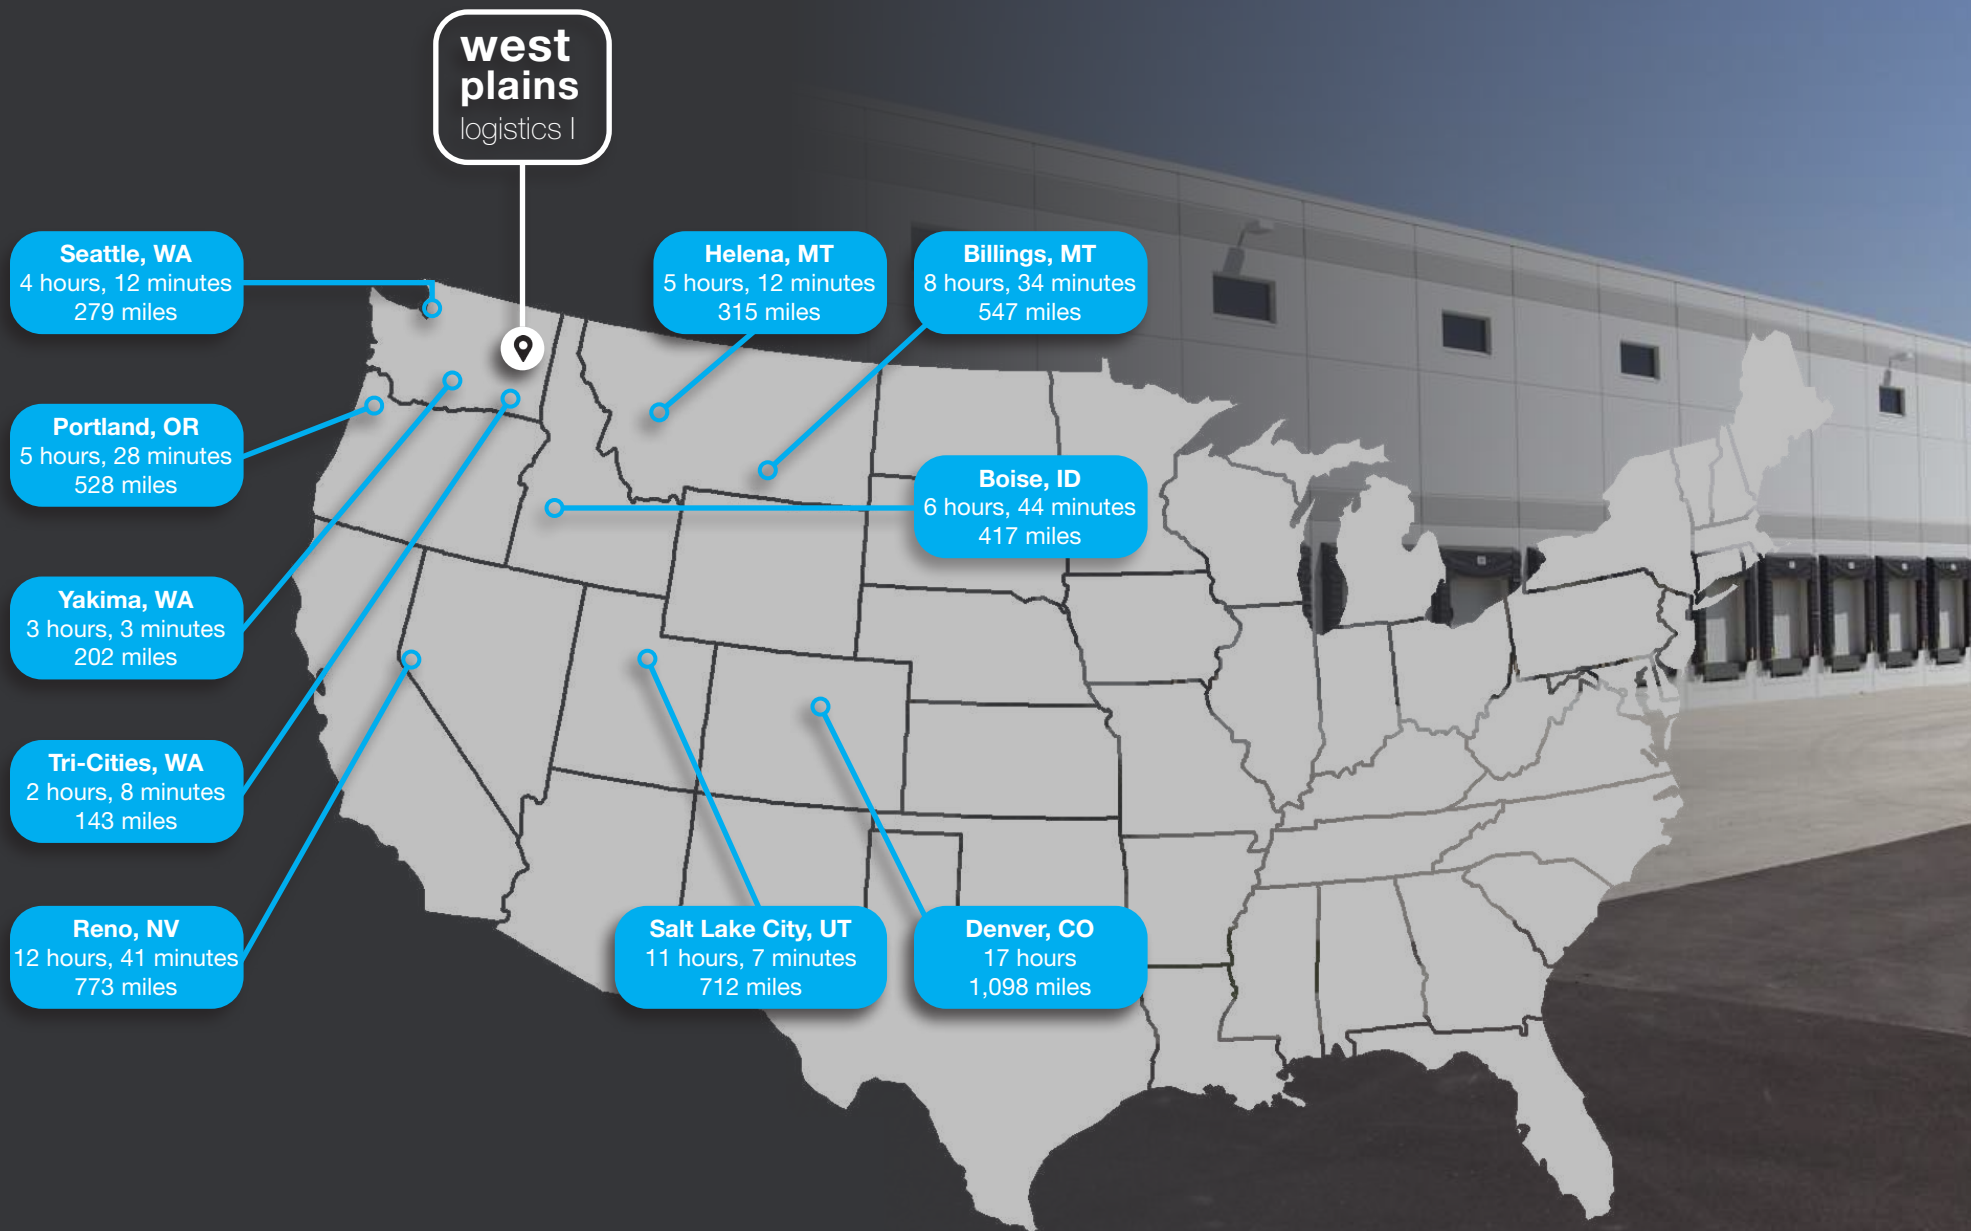 west
plains
logistics I
Seattle, WA
4 hours, 12 minutes
279 miles
Helena, MT
5 hours, 12 minutes
315 miles
Billings, MT
8 hours, 34 minutes
547 miles
Portland, OR
5 hours, 28 minutes
528 miles
Boise, ID
6 hours, 44 minutes
417 miles
Yakima, WA
3 hours, 3 minutes
202 miles
Tri-Cities, WA
2 hours, 8 minutes
143 miles
Reno, NV
12 hours, 41 minutes
773 miles
Salt Lake City, UT
11 hours, 7 minutes
712 miles
Denver, CO
17 hours
1,098 miles